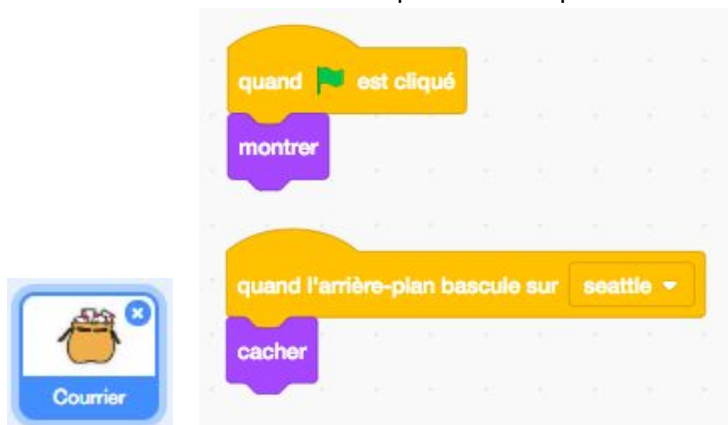 quand est cliqué
montrer
quand l'arrière-plan bascule sur seattle
cacher
Courrier